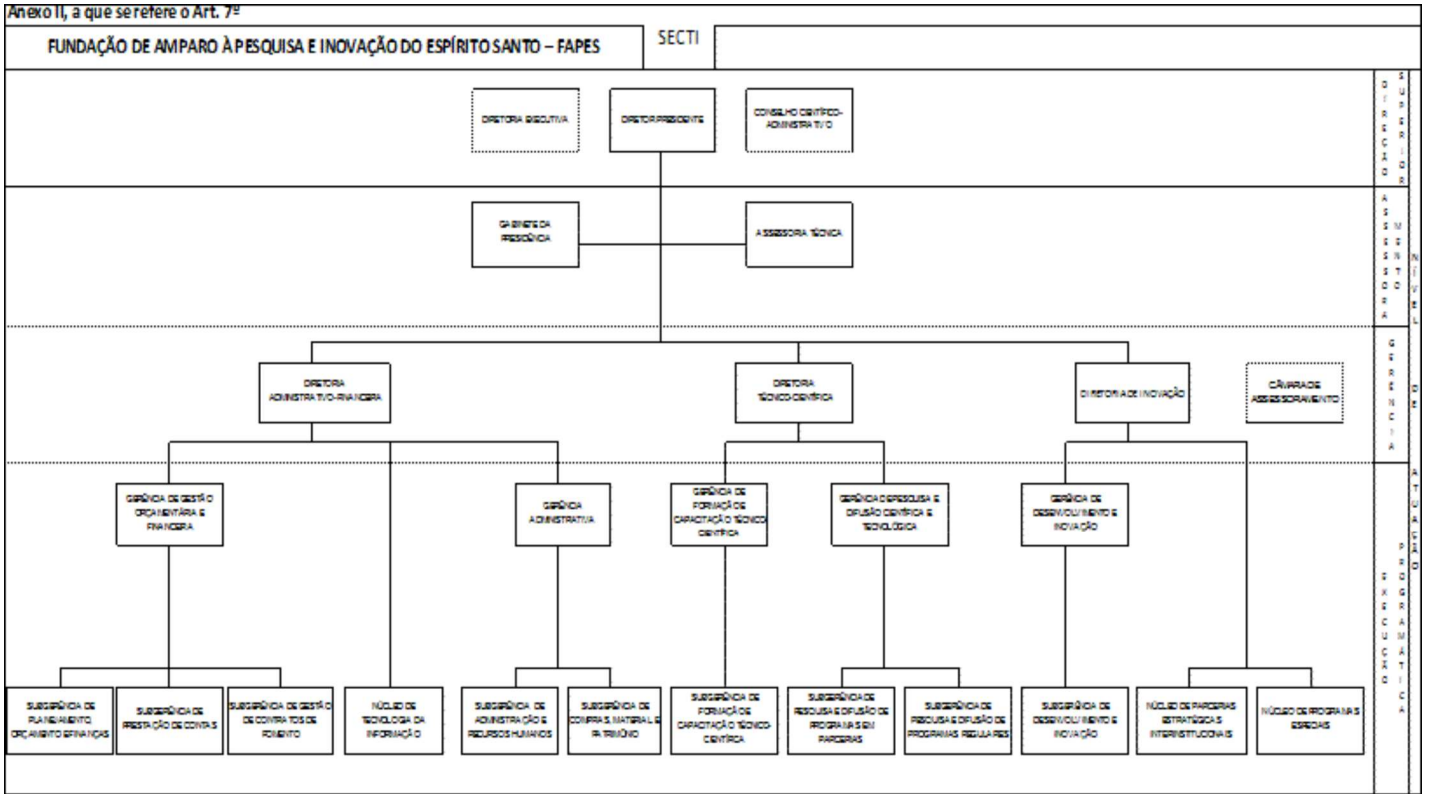 Anexo II, a que se refere o Art. 7º
FUNDAÇÃO DE AMPARO À PESQUISA E INOVAÇÃO DO ESPÍRITO SANTO – FAPES
SECTI
DIRETORIA EXECUTIVA
DIRETOR PRESIDENTE
CONSELHO CIENTÍFICO-
ADMINISTRATIVO
DIREÇÃO
SUPERIOR
GABINETE DA
PRESIDÊNCIA
ASSESSORIA TÉCNICA
ASSESSORA
MENTO
DIRETORIA
ADMINISTRATIVO-FINANCEIRA
DIRETORIA
TÉCNICO-CIENTÍFICA
DIRETORIA DE INOVAÇÃO
CÂMARA DE
ASSESSORAMENTO
GERÊNCIA
NÍVEL DE ATUAÇÃO
GERÊNCIA DE GESTÃO
ORÇAMENTÁRIA E
FINANCEIRA
GERÊNCIA
ADMINISTRATIVA
GERÊNCIA DE
FORMAÇÃO DE
CAPACITAÇÃO TÉCNICO-
CIENTÍFICA
GERÊNCIA DE PESQUISA E
DIFUSÃO CIENTÍFICA E
TECNOLÓGICA
GERÊNCIA DE
DESENVOLVIMENTO E
INOVAÇÃO
EXECUÇÃO
PROGRAMÁTICA
SUBGERÊNCIA DE
PLANEJAMENTO,
ORÇAMENTO E FINANÇAS
SUBGERÊNCIA DE
PRESTAÇÃO DE CONTAS
SUBGERÊNCIA DE GESTÃO
DE CONTRATOS DE
FOMENTO
NÚCLEO DE
TECNOLOGIA DA
INFORMAÇÃO
SUBGERÊNCIA DE
ADMINISTRAÇÃO E
RECURSOS HUMANOS
SUBGERÊNCIA DE
COMPRAS, MATERIAL E
PATRIMÔNIO
SUBGERÊNCIA DE
FORMAÇÃO DE
CAPACITAÇÃO TÉCNICO-
CIENTÍFICA
SUBGERÊNCIA DE
PESQUISA E DIFUSÃO DE
PROGRAMAS EM
PARCERIAS
SUBGERÊNCIA DE
PESQUISA E DIFUSÃO DE
PROGRAMAS REGULARES
SUBGERÊNCIA DE
DESENVOLVIMENTO E
INOVAÇÃO
NÚCLEO DE PARCERIAS
ESTRATÉGICAS
INTERINSTITUCIONAIS
NÚCLEO DE PROGRAMAS
ESPECIAIS